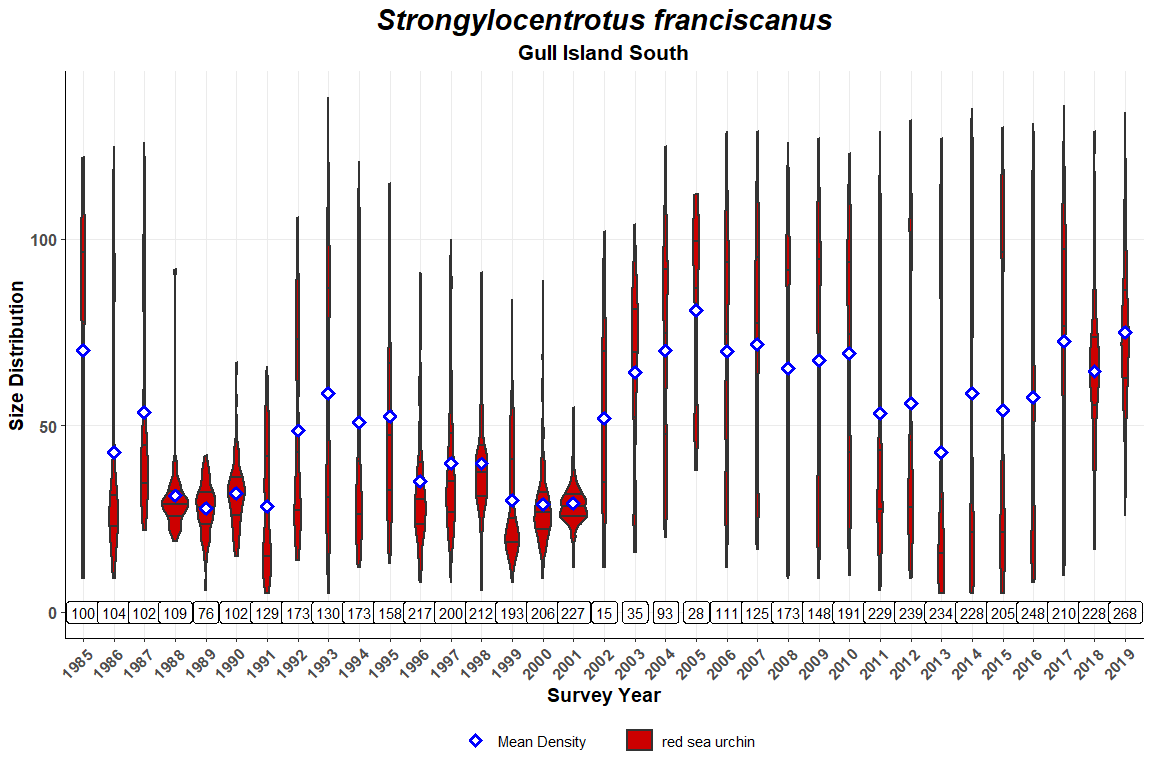 Strongylocentrotus franciscanus
Gull Island South
Size Distribution
100
50
0
100 104 102 109 76 102 129 173 130 173 158 217 200 212 193 206 227 15 35 93 28 111 125 173 148 191 229 239 234 228 205 248 210 228 268
1985 1986 1987 1988 1989 1990 1991 1992 1993 1994 1995 1996 1997 1998 1999 2000 2001 2002 2003 2004 2005 2006 2007 2008 2009 2010 2011 2012 2013 2014 2015 2016 2017 2018 2019
Survey Year
Mean Density red sea urchin